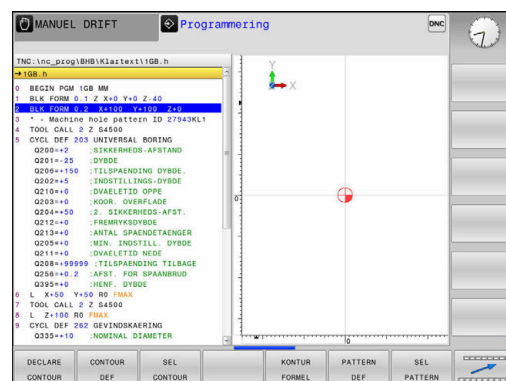 MANUEL DRIFT
Programmering
DNC
TNC:\nc_prog\BHB\Klartext\1GB.h
→1GB.h
0 BEGIN PGM 1GB MM
1 BLK FORM 0.1 Z X+0 Y+0 Z-40
2 BLK FORM 0.2 X+100 Y+100 Z+0
3 * - Machine hole pattern ID 27943KL1
4 TOOL CALL 2 Z S4500
5 CYCL DEF 203 UNIVERSAL BORING
Q200=+2 ;SIKKERHEDS-AFSTAND
Q201=-25 ;DYBDE
Q206=+150 ;TILSPAENDING DYBDE.
Q202=+5 ;INDSTILLINGS-DYBDE
Q210=+0 ;DVAELETID OPPE
Q203=+0 ;KOOR. OVERFLADE
Q204=+50 ;2. SIKKERHEDS-AFST.
Q212=+0 ;FREMRYKSDYBDE
Q213=+0 ;ANTAL SPAENDETAENGER
Q205=+0 ;MIN. INDSTILL. DYBDE
Q211=+0 ;DVAELETID NEDE
Q208=+99999 ;TILSPAENDING TILBAGE
Q256=+0.2 ;AFST. FOR SPAANBRUD
Q395=+0 ;HENF. DYBDE
6 L X+50 Y+50 R0 FMAX
7 TOOL CALL 2 Z S4500
8 L Z+100 R0 FMAX
9 CYCL DEF 262 GEVINDSKAERING
Q335=+10 ;NOMINAL DIAMETER
Y
X
0
0
DECLARE CONTOUR
CONTOUR DEF
SEL CONTOUR
KONTUR FORMEL
PATTERN DEF
SEL PATTERN